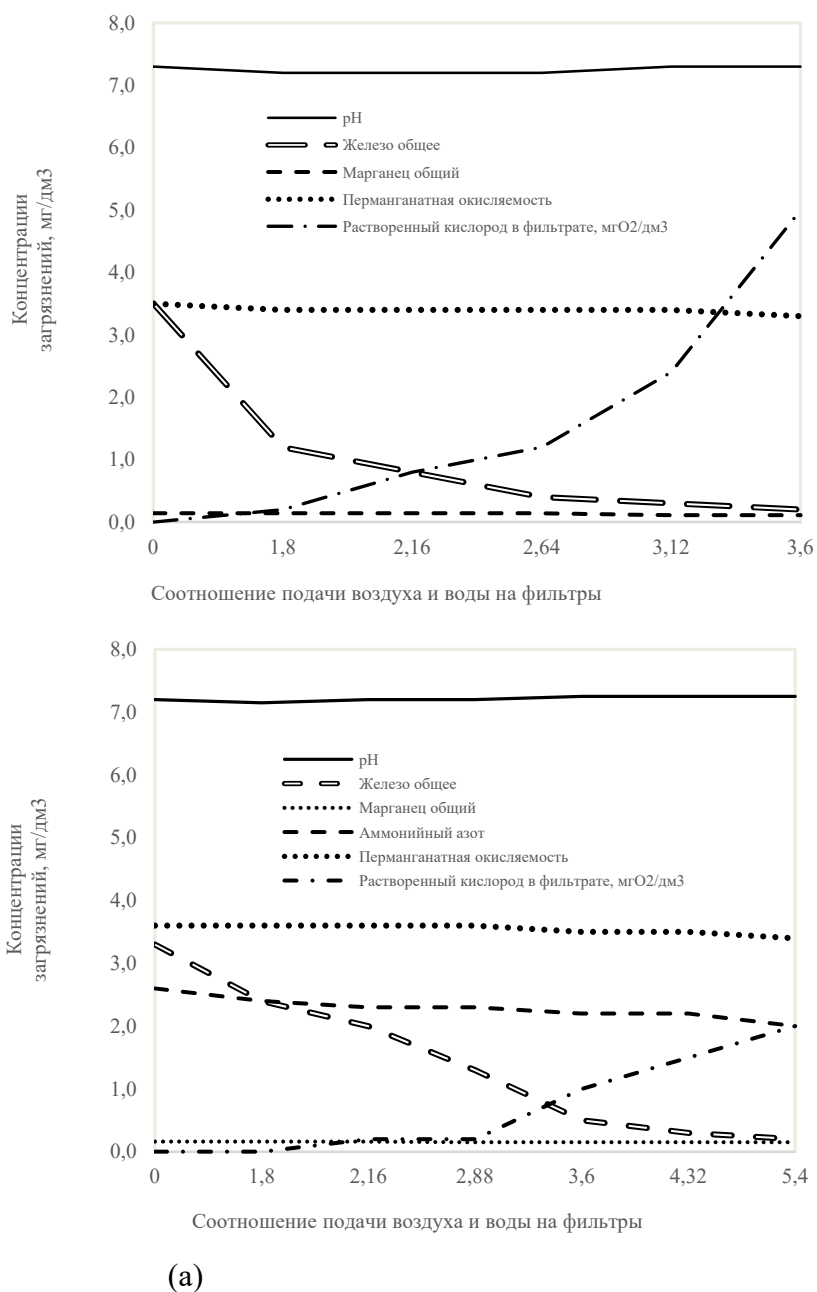 8,0
7,0
6,0
5,0
4,0
3,0
2,0
1,0
0,0
Концентрации
загрязнений, мг/дм3
pH
Железо общее
Марганец общий
Перманганатная окисляемость
Растворенный кислород в фильтрате, мгО2/дм3
0 1,8 2,16 2,64 3,12 3,6
Соотношение подачи воздуха и воды на фильтры
8,0
7,0
6,0
5,0
4,0
3,0
2,0
1,0
0,0
Концентрации
загрязнений, мг/дм3
pH
Железо общее
Марганец общий
Аммонийный азот
Перманганатная окисляемость
Растворенный кислород в фильтрате, мгО2/дм3
0 1,8 2,16 2,88 3,6 4,32 5,4
Соотношение подачи воздуха и воды на фильтры
(а)